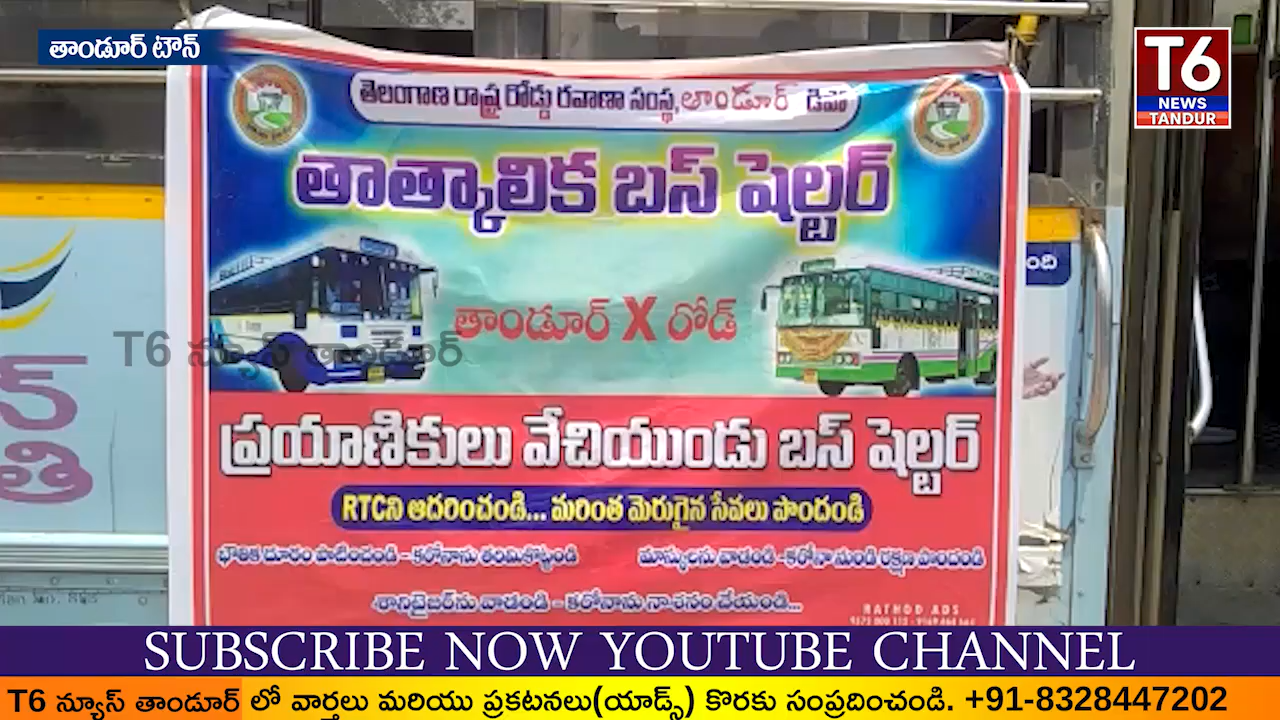 తాండూర్ టౌన్
T6
NEWS
TANDUR
తెలంగాణ రాష్ట్ర రోడ్డు రవాణా సంస్థ, తాండూర్ డిపో
తాత్కాలిక బస్ షెల్టర్
తాండూర్ X రోడ్
T6 న్యూస్ తాండూర్
ప్రయాణికులు వేచియుండు బస్ షెల్టర్
RTCని ఆదరించండి... మరింత మెరుగైన సేవలు పొందండి
భౌతిక దూరం పాటించండి - కరోనాను తరిమికొట్టండి
మాస్కులను వాడండి - కరోనా నుండి రక్షణ పొందండి
శానిటైజర్‌ను వాడండి - కరోనాను నాశనం చేయండి...
RATHOD ADS
SUBSCRIBE NOW YOUTUBE CHANNEL
T6 న్యూస్ తాండూర్ లో వార్తలు మరియు ప్రకటనలు(యాడ్స్) కొరకు సంప్రదించండి. +91-8328447202